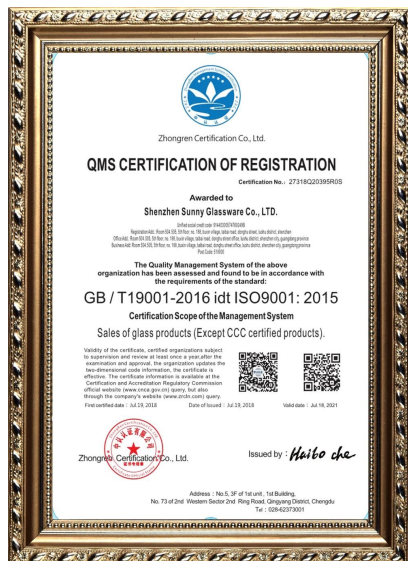 Zhongren Certification Co., Ltd.
QMS CERTIFICATION OF REGISTRATION
Certification No.: 27318Q20395R0S
Awarded to
Shenzhen Sunny Glassware Co., LTD.
The Quality Management System of the above
organization has been assessed and found to be in accordance with
the requirements of the standard:
GB / T19001-2016 idt ISO9001: 2015
Certification Scope of the Management System
Sales of glass products (Except CCC certified products).
Validity of the certificate, certified organizations subject
to supervision and review at least once a year.after the
examination and approval, the organization updates the
two-dimensional code information, the certificate is
effective. The certificate information is available at the
Certification and Accreditation Regulatory Commission
official website (www.cnca.gov.cn) query, but also
through the company's website (www.zrcln.com) query.
First certified date : Jul.19, 2018 Date of Issued : Jul.19, 2018 Valid date : Jul.18, 2021
Zhongren Certification Co., Ltd.
Issued by : Haibo che
Address : No.5, 3F of 1st unit , 1st Building,
No. 73 of 2nd Western Sector 2nd Ring Road, Qingyang District, Chengdu
Tel : 028-62373001